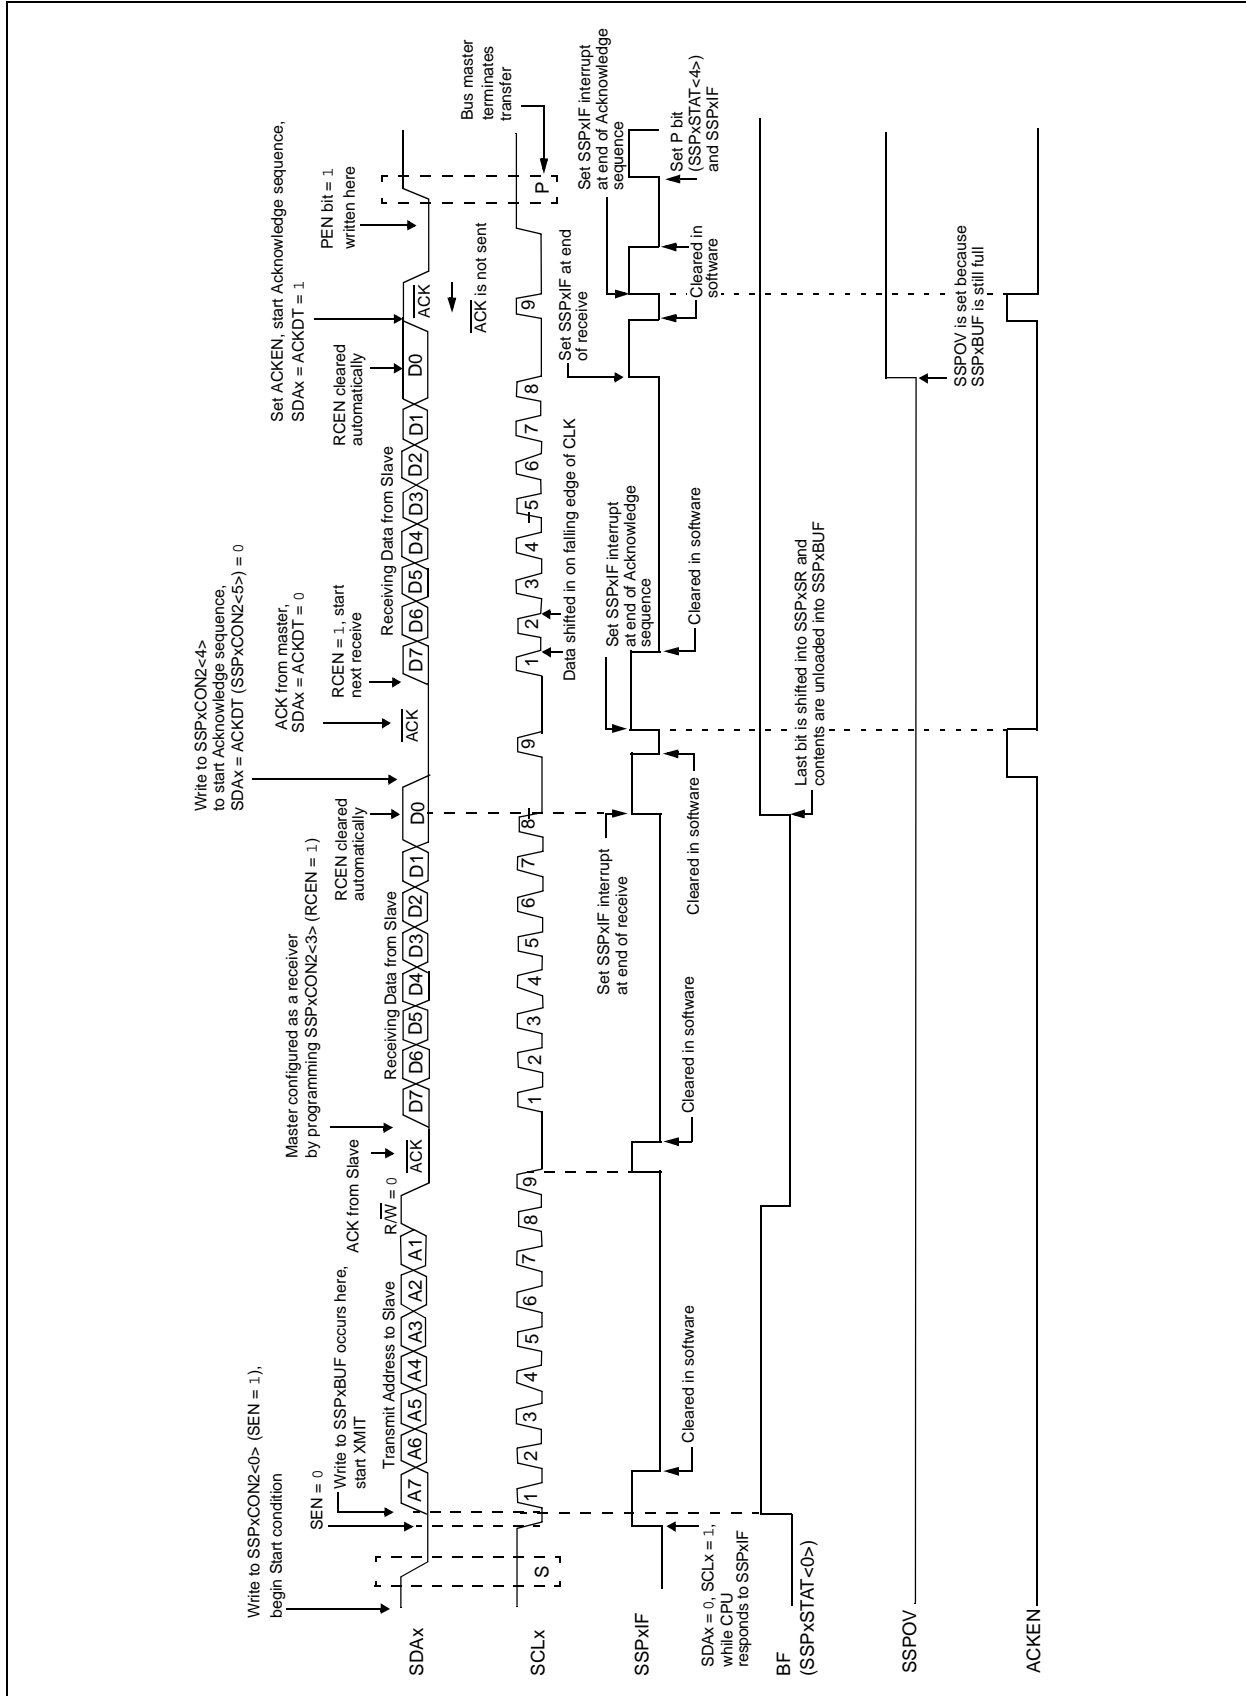 Write to SSPxCON2<0> (SEN = 1),
begin Start condition
SEN = 0
Write to SSPxBUF occurs here,
start XMIT
ACK from Slave
Master configured as a receiver
by programming SSPxCON2<3> (RCEN = 1)
RCEN cleared
automatically
Write to SSPxCON2<4>
to start Acknowledge sequence,
SDAx = ACKDT (SSPxCON2<5>) = 0
ACK from master,
SDAx = ACKDT = 0
RCEN = 1, start
next receive
RCEN cleared
automatically
Set ACKEN, start Acknowledge sequence,
SDAx = ACKDT = 1
PEN bit = 1
written here
Transmit Address to Slave
R/W = 0
Receiving Data from Slave
Receiving Data from Slave
SDAx
A7 A6 A5 A4 A3 A2 A1 ACK D7 D6 D5 D4 D3 D2 D1 D0 ACK D7 D6 D5 D4 D3 D2 D1 D0 ACK
ACK is not sent
Bus master
terminates
transfer
SCLx
S 1 2 3 4 5 6 7 8 9 1 2 3 4 5 6 7 8 9 1 2 3 4 5 6 7 8 9 P
Data shifted in on falling edge of CLK
Set SSPxIF interrupt
at end of receive
Set SSPxIF interrupt
at end of Acknowledge
sequence
Set SSPxIF at end
of receive
Set SSPxIF interrupt
at end of Acknowledge
sequence
SSPxIF
SDAx = 0, SCLx = 1,
while CPU
responds to SSPxIF
Cleared in software
Cleared in software
Cleared in software
Cleared in software
Cleared in
software
Set P bit
(SSPxSTAT<4>)
and SSPxIF
BF
(SSPxSTAT<0>)
Last bit is shifted into SSPxSR and
contents are unloaded into SSPxBUF
SSPOV
SSPOV is set because
SSPxBUF is still full
ACKEN